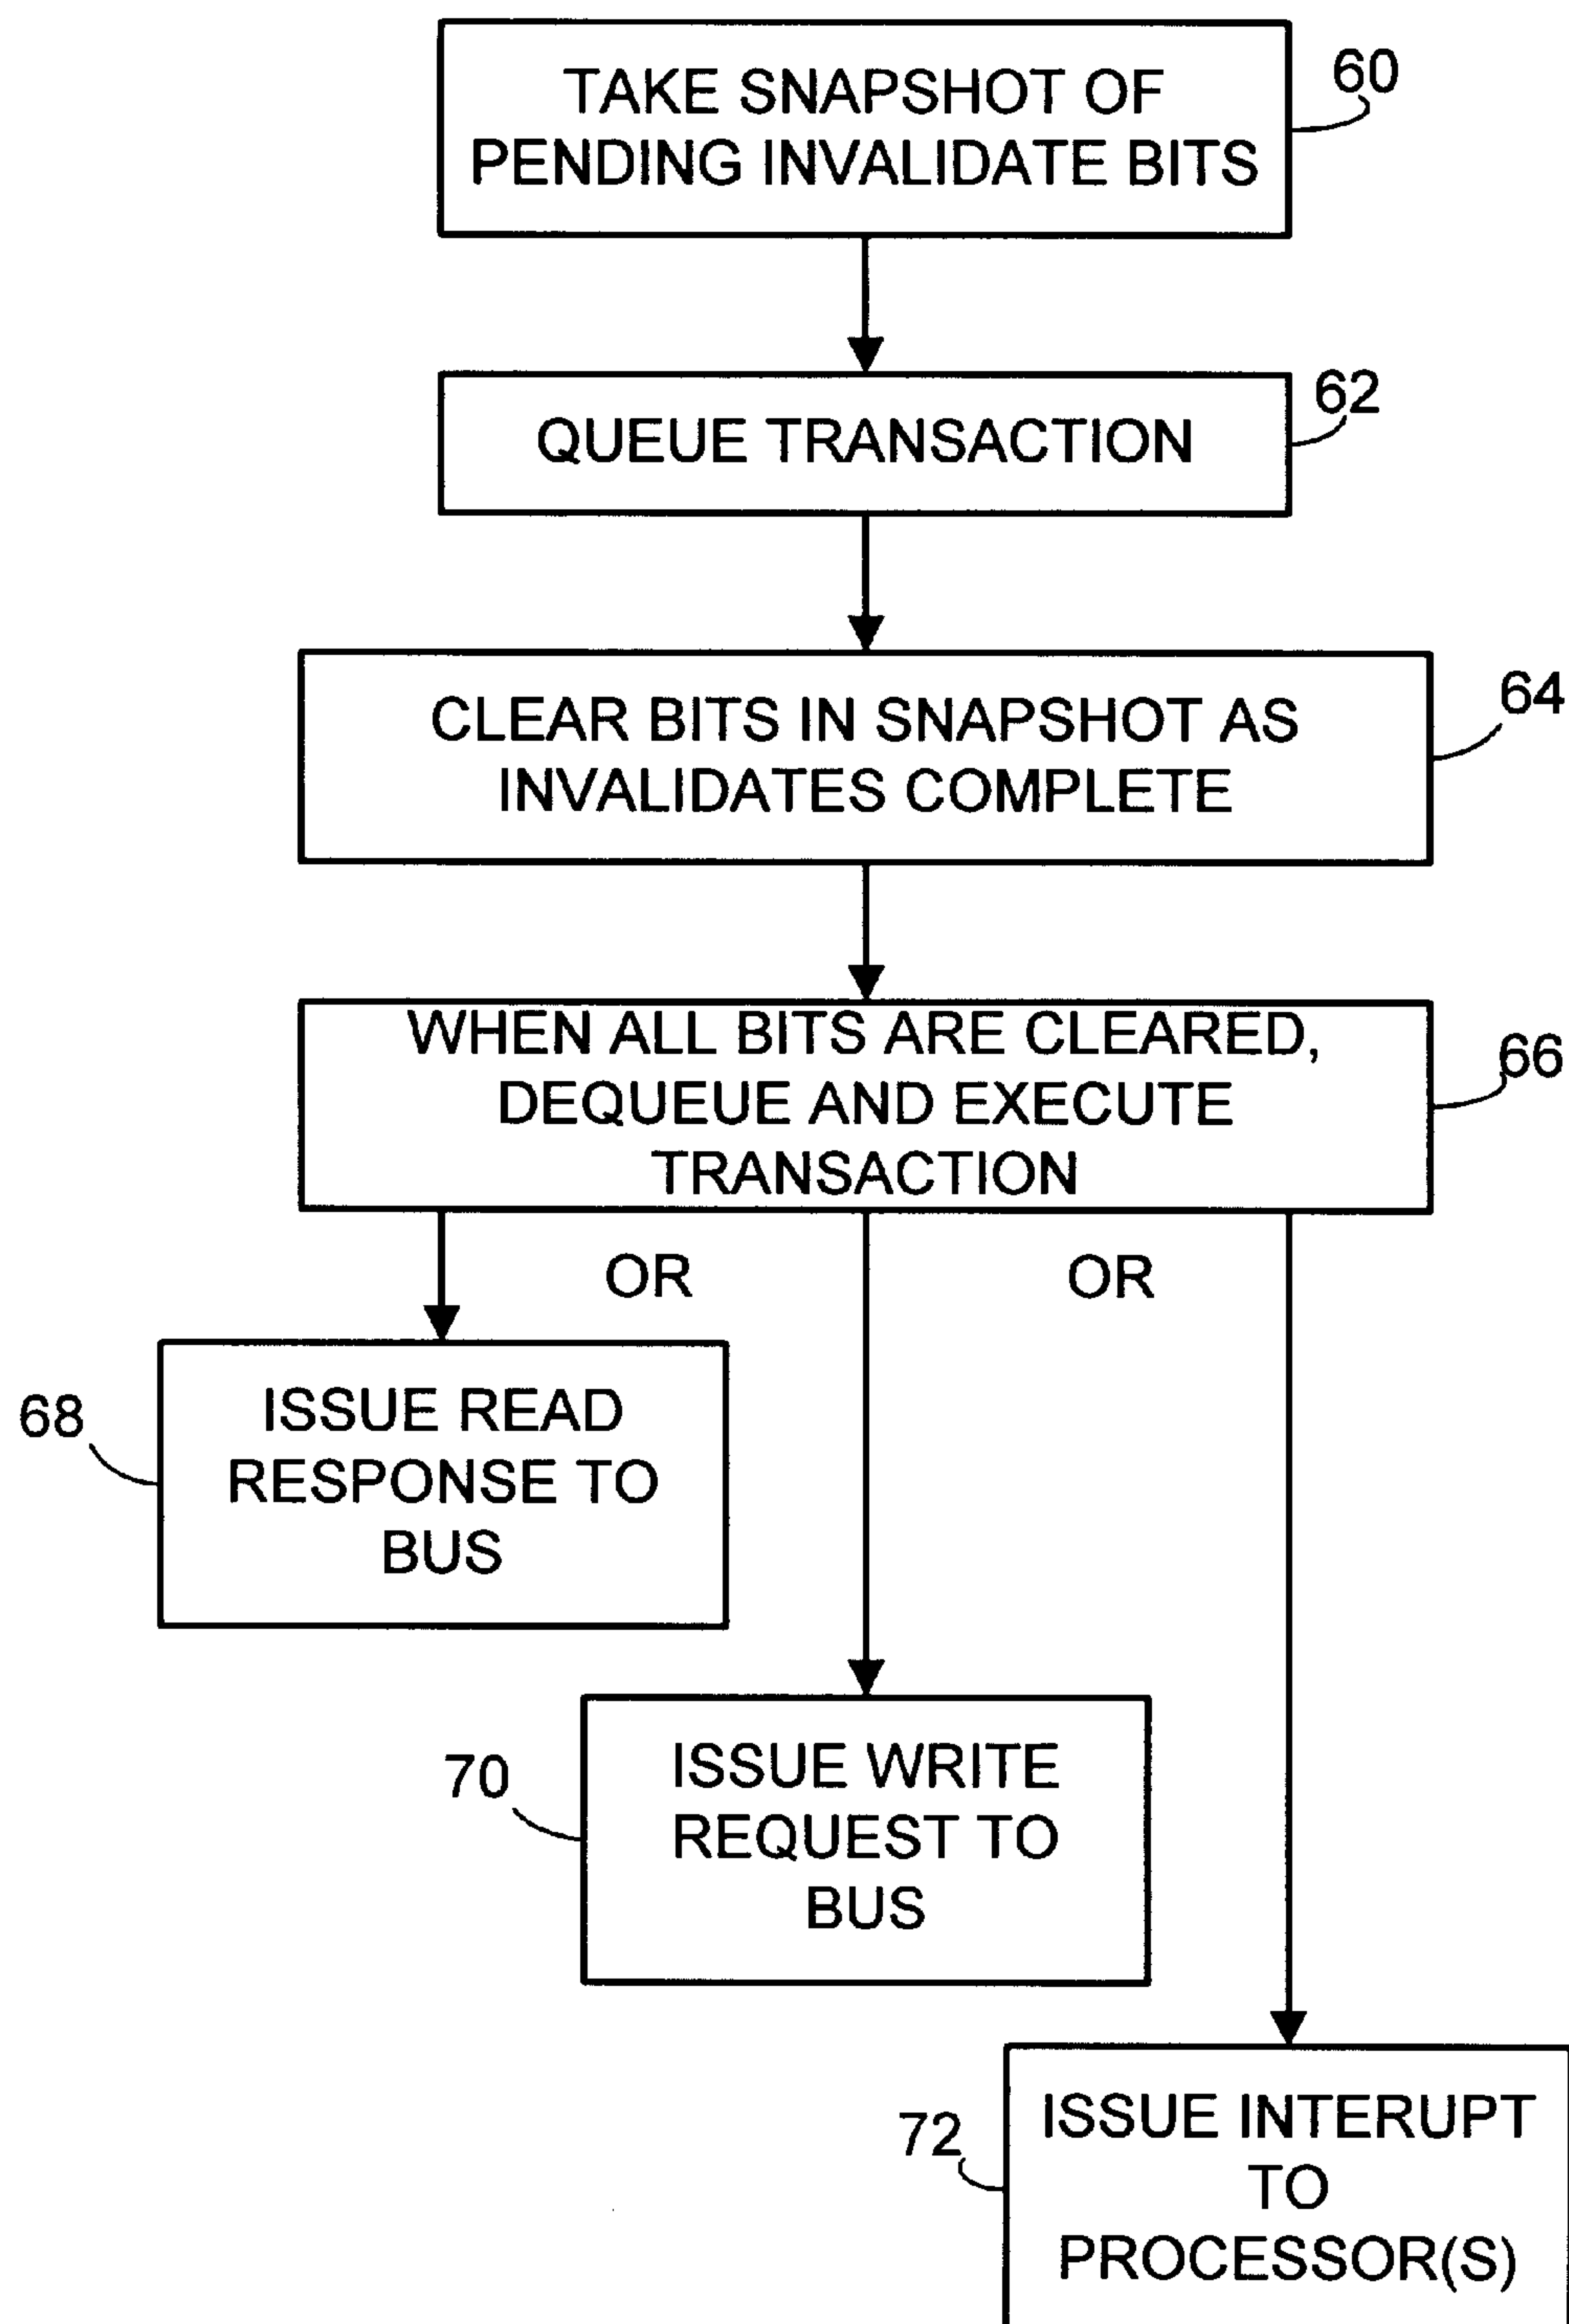 TAKE SNAPSHOT OF
PENDING INVALIDATE BITS
60
QUEUE TRANSACTION
62
CLEAR BITS IN SNAPSHOT AS
INVALIDATES COMPLETE
64
WHEN ALL BITS ARE CLEARED,
DEQUEUE AND EXECUTE
TRANSACTION
66
OR
OR
68
ISSUE READ
RESPONSE TO
BUS
70
ISSUE WRITE
REQUEST TO
BUS
72
ISSUE INTERUPT
TO
PROCESSOR(S)